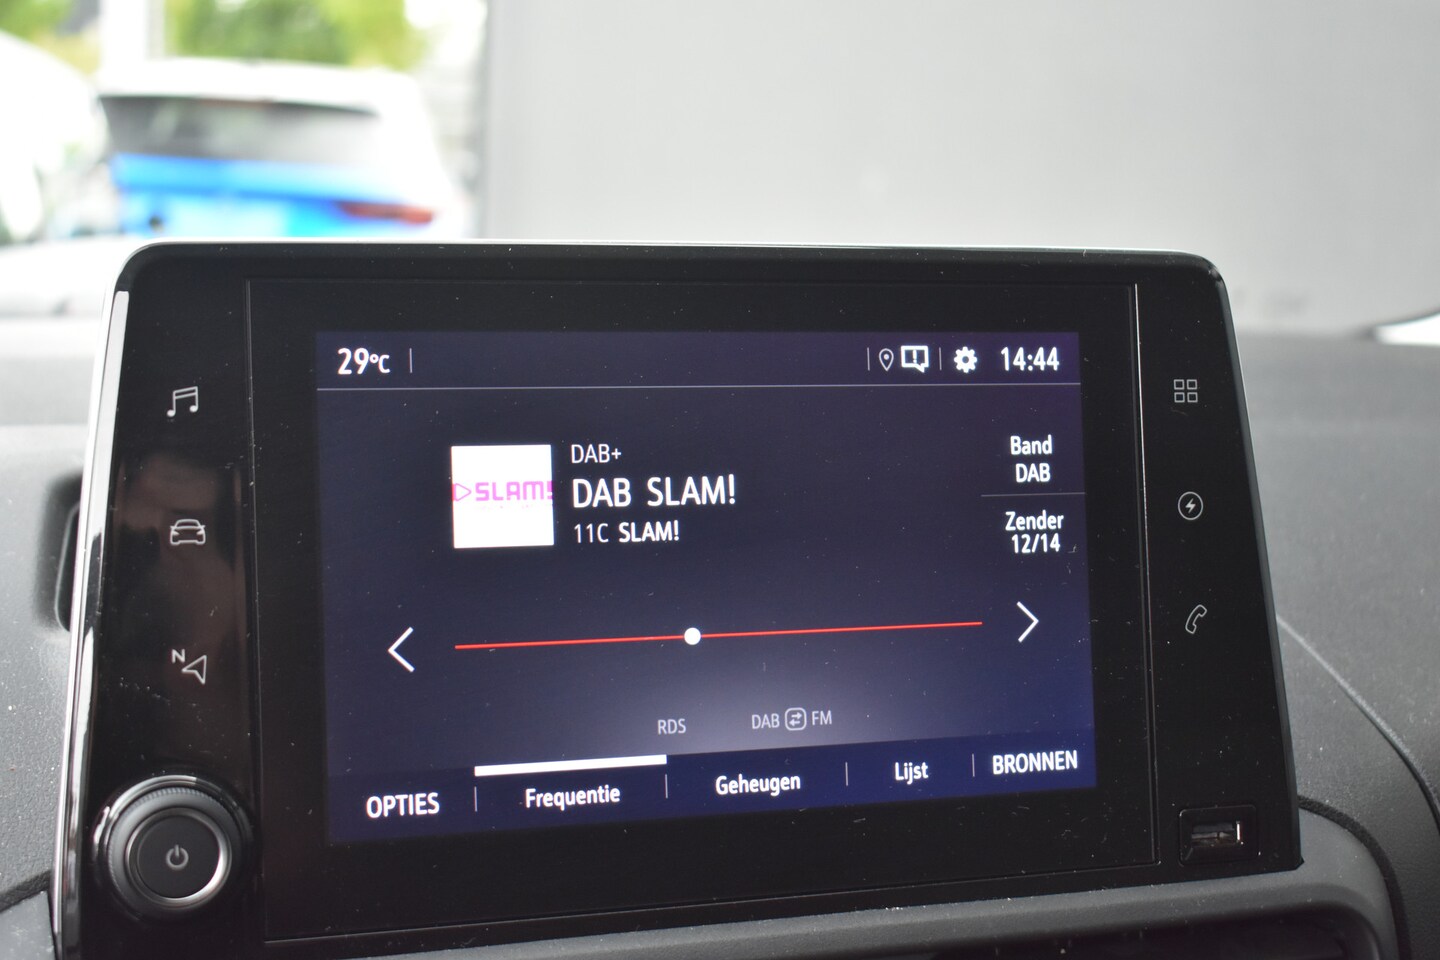 29°C
14:44
DAB+
DAB SLAM!
11C SLAM!
SLAM!
Band
DAB
Zender
12/14
N
RDS
DAB FM
OPTIES
Frequentie
Geheugen
Lijst
BRONNEN